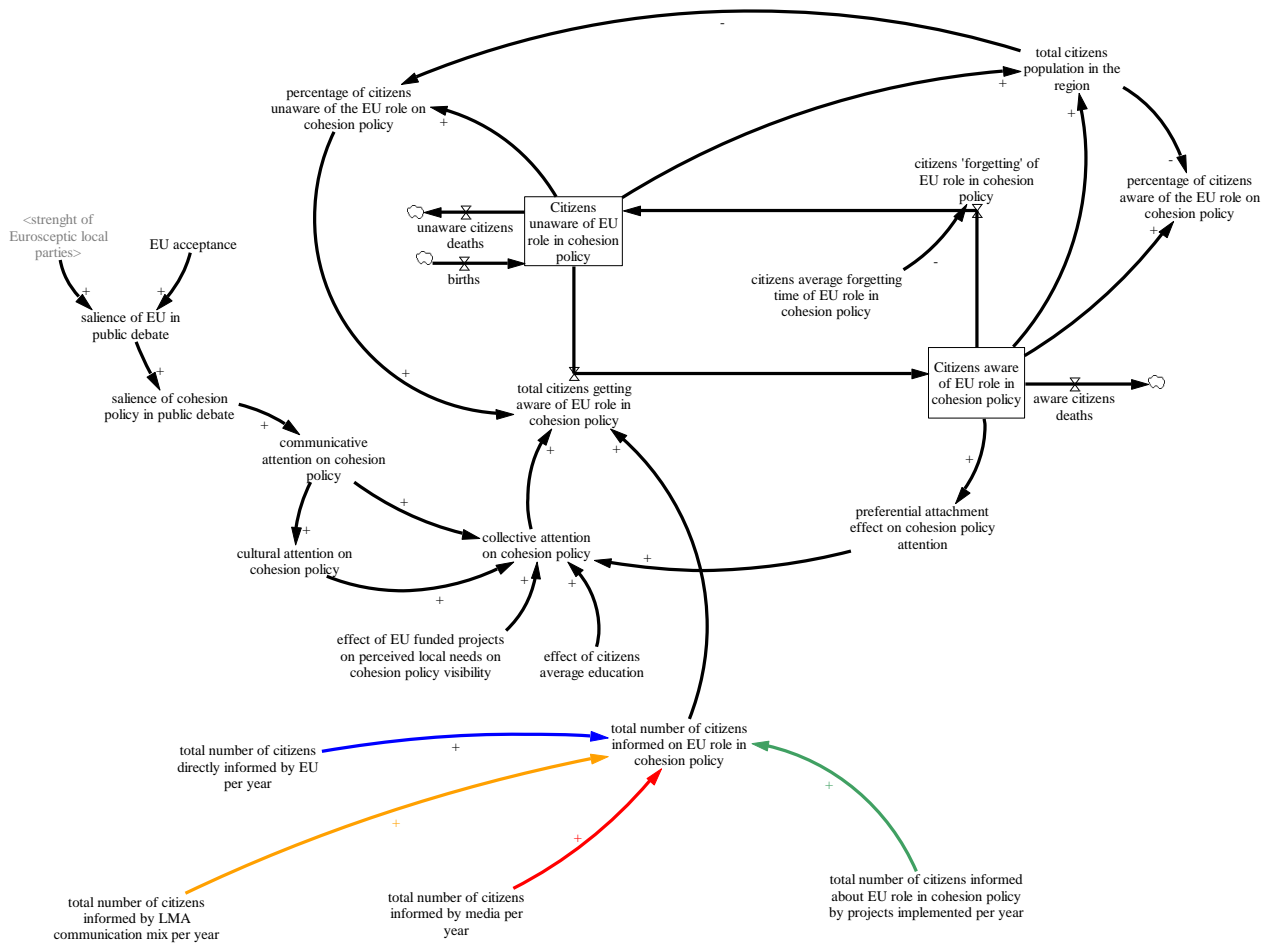 -
total citizens
population in the
region
+
percentage of citizens
unaware of the EU role on
cohesion policy
+
+
citizens 'forgetting' of
EU role in cohesion
policy
-
percentage of citizens
aware of the EU role on
cohesion policy
+
<strenght of
Eurosceptic local
parties>
EU acceptance
Citizens
unaware of EU
role in cohesion
policy
unaware citizens
deaths
births
-
citizens average forgetting
time of EU role in
cohesion policy
+
+
salience of EU in
public debate
+
salience of cohesion
policy in public debate
+
+
total citizens getting
aware of EU role in
cohesion policy
Citizens aware
of EU role in
cohesion policy
aware citizens
deaths
communicative
attention on cohesion
policy
+
+
+
+
+
preferential attachment
effect on cohesion policy
attention
cultural attention on
cohesion policy
collective attention
on cohesion policy
+
+
+
+
effect of EU funded projects
on perceived local needs on
cohesion policy visibility
effect of citizens
average education
total number of citizens
informed on EU role in
cohesion policy
total number of citizens
directly informed by EU
per year
+
+
+
+
total number of citizens
informed by LMA
communication mix per year
total number of citizens
informed by media per
year
total number of citizens informed
about EU role in cohesion policy
by projects implemented per year